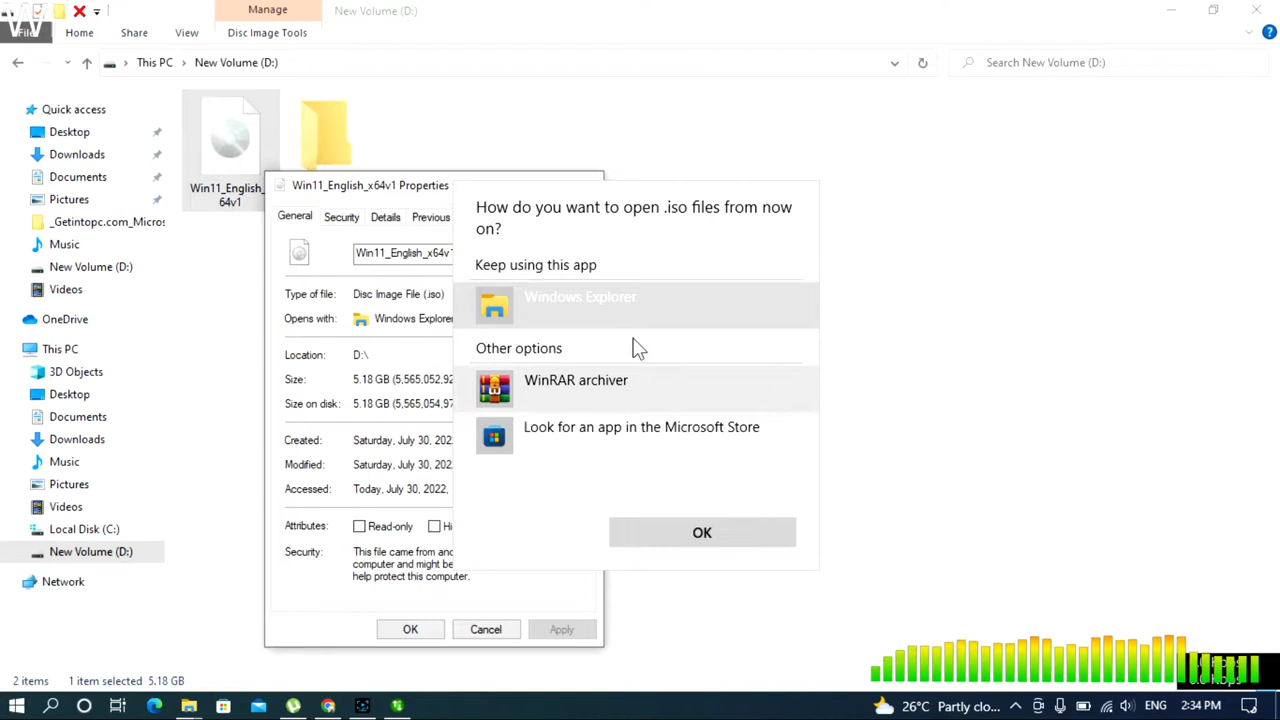 Manage
New Volume (D:)
File
Home
Share
View
Disc Image Tools
This PC
New Volume (D:)
Search New Volume (D:)
Quick access
Desktop
Downloads
Documents
Pictures
_Getintopc.com_Micros
Music
New Volume (D:)
Videos
OneDrive
This PC
3D Objects
Desktop
Documents
Downloads
Music
Pictures
Videos
Local Disk (C:)
New Volume (D:)
Network
Win11_English_
64v1
Win11_English_x64v1 Properties
General
Security
Details
Previous
Win11_English_x64v1
Type of file:
Disc Image File (.iso)
Opens with:
Windows Explorer
Location:
D:\
Size:
5.18 GB (5,565,052,92
Size on disk:
5.18 GB (5,565,054,97
Created:
Saturday, July 30, 202
Modified:
Saturday, July 30, 202
Accessed:
Today, July 30, 2022,
Attributes:
Read-only
Hi
Security:
This file came from ano
computer and might be
help protect this computer.
OK
Cancel
Apply
How do you want to open .iso files from now
on?
Keep using this app
Windows Explorer
Other options
WinRAR archiver
Look for an app in the Microsoft Store
OK
2 items
1 item selected 5.18 GB
26°C Partly clo...
ENG
2:34 PM